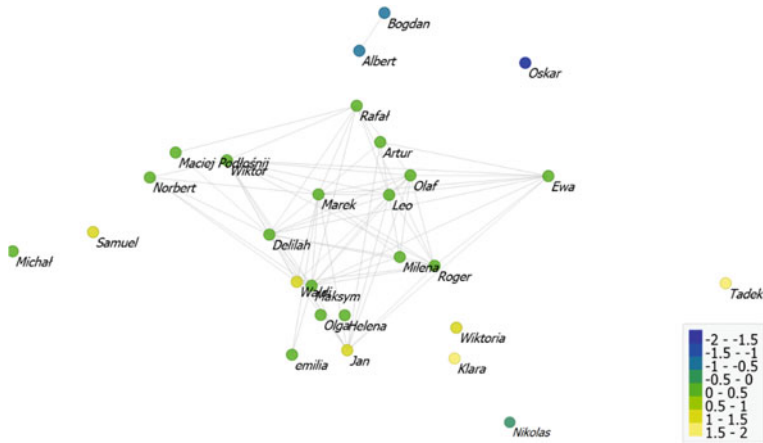 Bogdan
Albert
Oskar
Rafał
Artur
Maciej Podłośnij
Wiktor
Norbert
Olaf
Ewa
Marek
Leo
Samuel
Delilah
Michał
Milena
Roger
Waldi
Maksym
Tadek
Olga
Helena
Wiktoria
emilia
Jan
Klara
Nikolas
-2 - -1.5
-1.5 - -1
-1 - -0.5
-0.5 - 0
0 - 0.5
0.5 - 1
1 - 1.5
1.5 - 2